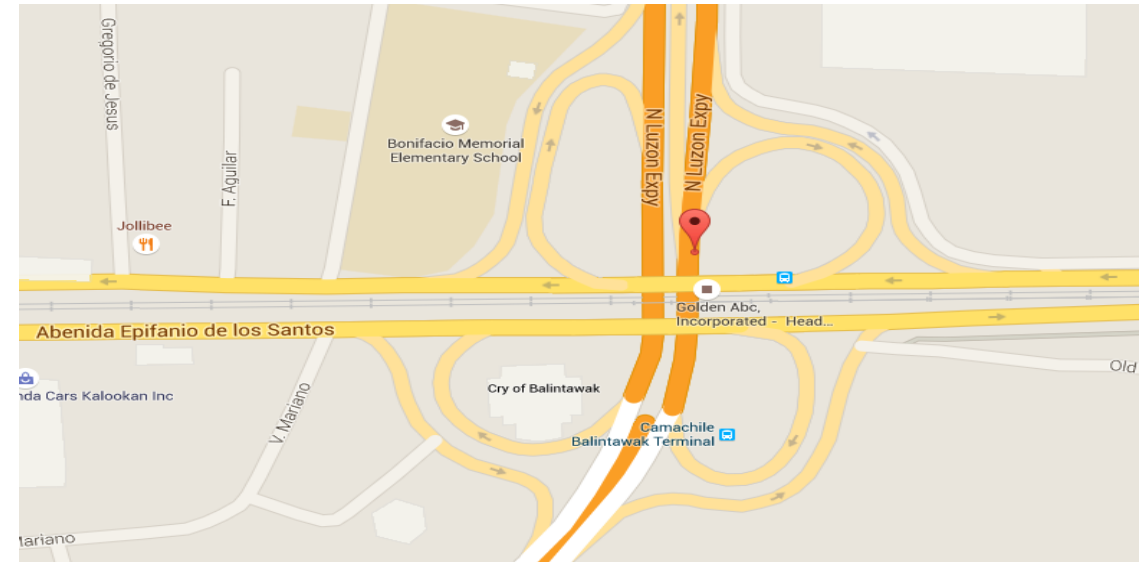 Gregorio de Jesus
F. Aguilar
Bonifacio Memorial
Elementary School
N Luzon Expy
N Luzon Expy
Jollibee
Golden Abc,
Incorporated - Head...
Abenida Epifanio de los Santos
nda Cars Kalookan Inc
V. Mariano
Cry of Balintawak
Camachile
Balintawak Terminal
Old
Mariano